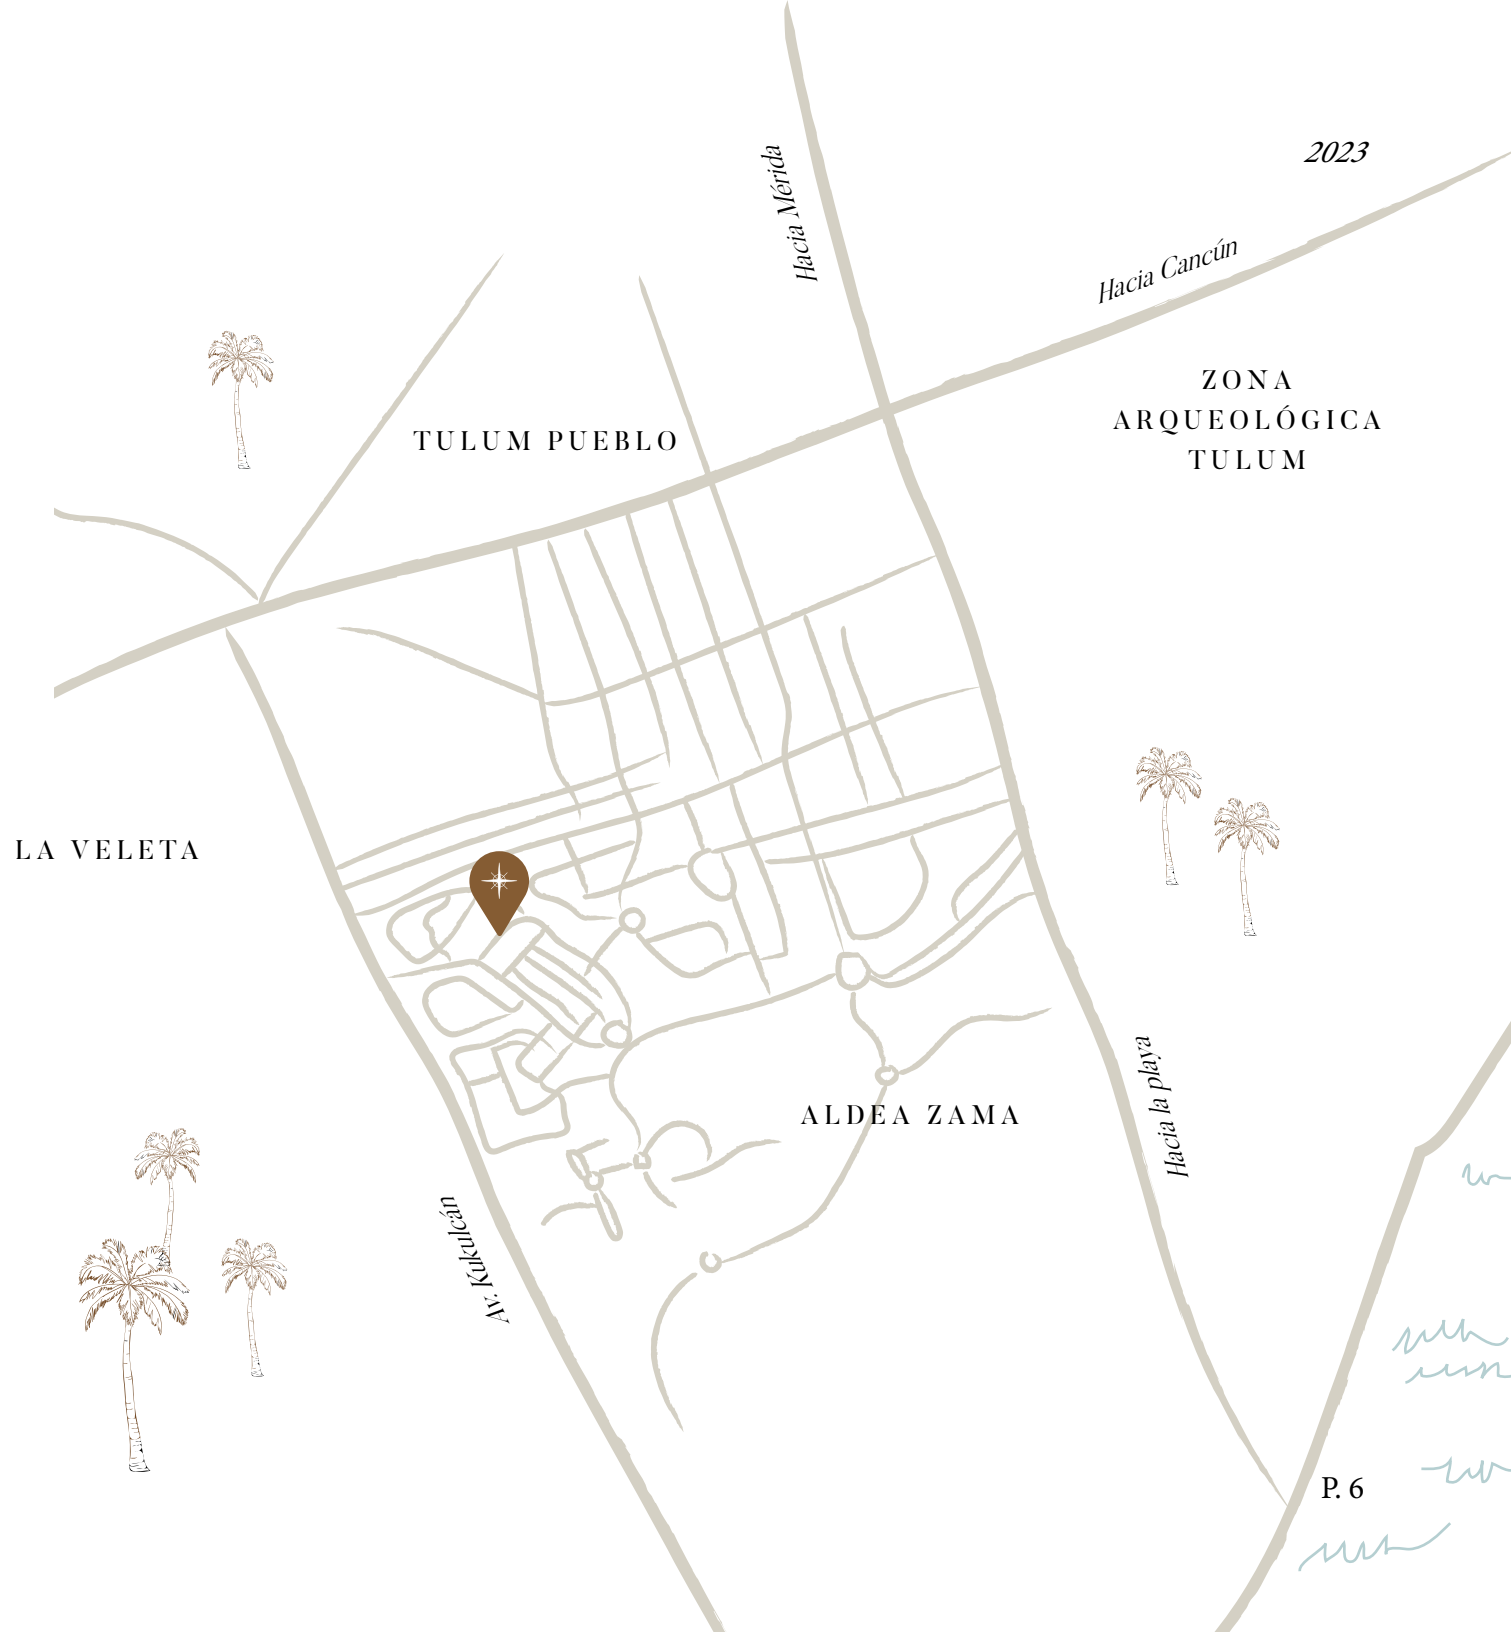 2023
Hacia Mérida
Hacia Cancún
ZONA
ARQUEOLÓGICA
TULUM
TULUM PUEBLO
LA VELETA
Hacia la playa
ALDEA ZAMA
Av. Kukulcán
P. 6